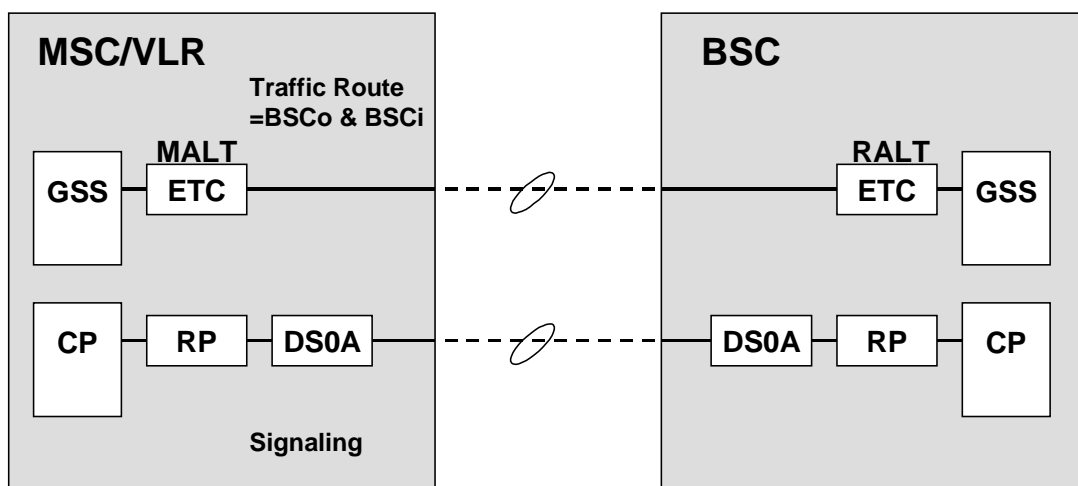 MSC/VLR
BSC
Traffic Route
=BSCo & BSCi
MALT
RALT
GSS
ETC
ETC
GSS
CP
RP
DS0A
DS0A
RP
CP
Signaling